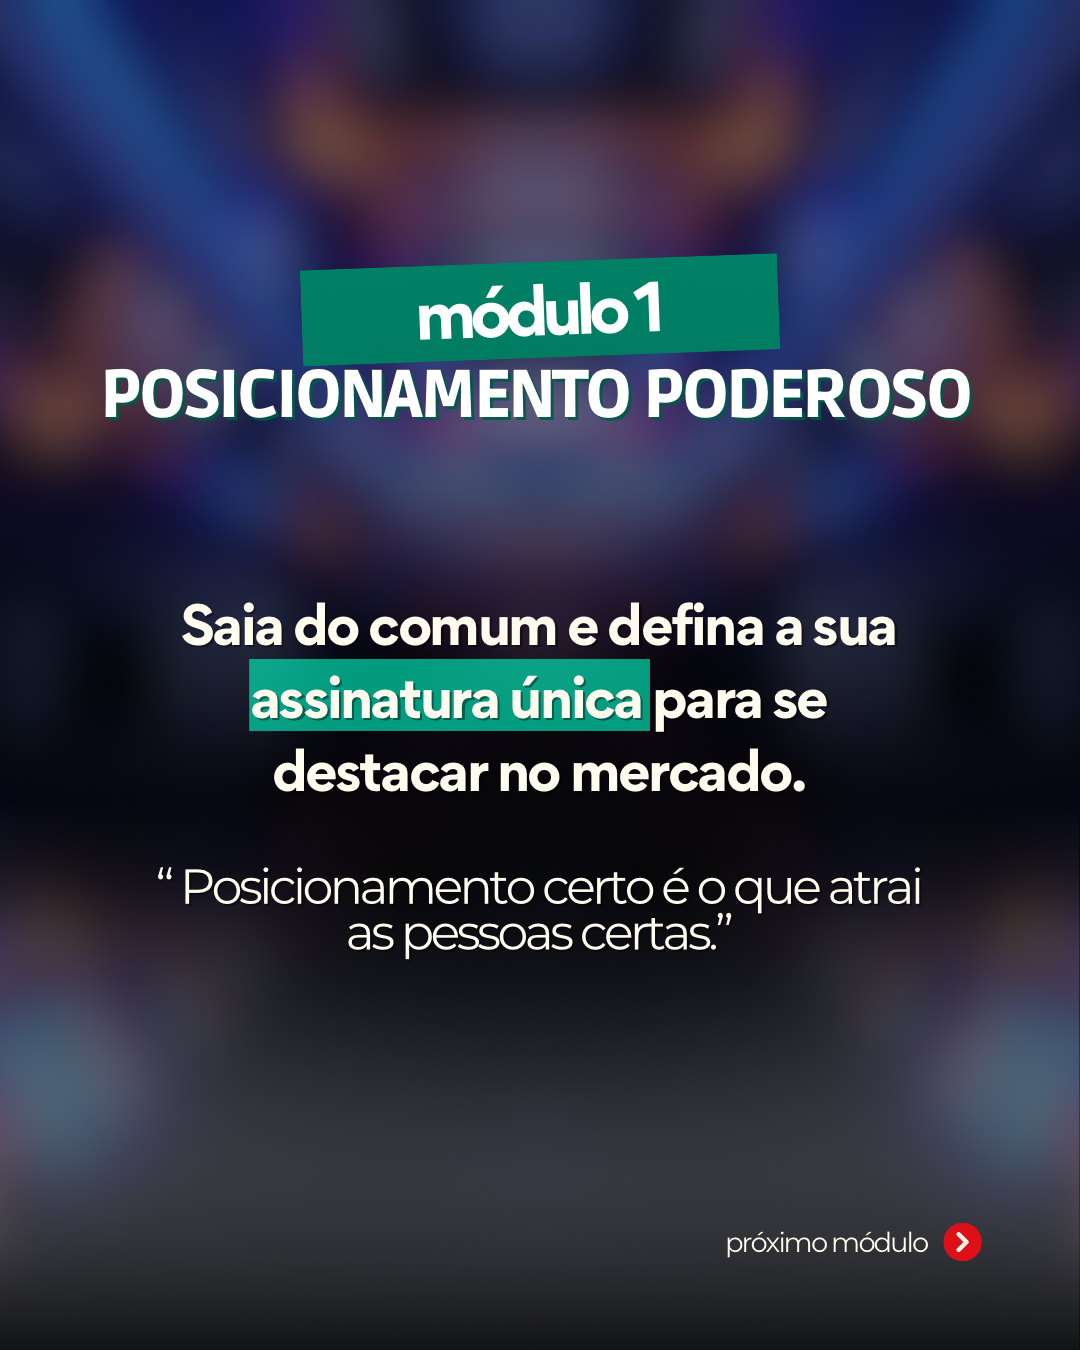 módulo 1
POSICIONAMENTO PODEROSO
Saia do comum e defina a sua
assinatura única para se
destacar no mercado.
“ Posicionamento certo é o que atrai
as pessoas certas.”
próximo módulo